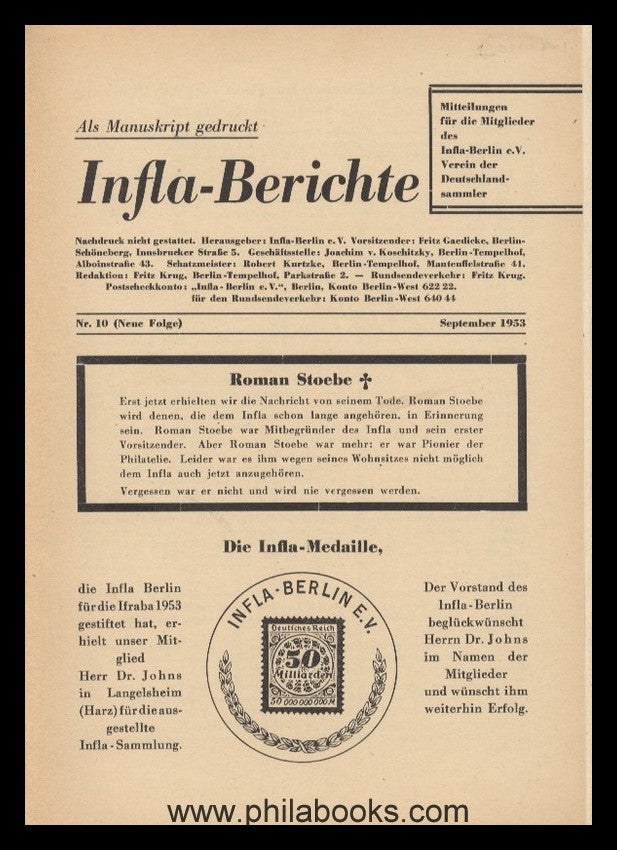 Als Manuskript gedruckt
Infla-Berichte
Mitteilungen
für die Mitglieder
des
Infla-Berlin e.V.
Verein der
Deutschland-
sammler
Nachdruck nicht gestattet. Herausgeber: Infla-Berlin e. V. Vorsitzender: Fritz Gaedicke, Berlin-
Schöneberg, Innsbrucker Straße 5. Geschäftsstelle: Joachim v. Koschitzky, Berlin-Tempelhof,
Alboinstraße 43. Schatzmeister: Robert Kurtzke, Berlin-Tempelhof, Manteuffelstraße 41.
Redaktion: Fritz Krug, Berlin-Tempelhof, Parkstraße 2. — Rundsendeverkehr: Fritz Krug.
Postscheckkonto: „Infla-Berlin e. V.“, Berlin, Konto Berlin-West 622 22.
für den Rundsendeverkehr: Konto Berlin-West 640 44
Nr. 10 (Neue Folge) September 1953
Roman Stoebe ✝
Erst jetzt erhielten wir die Nachricht von seinem Tode. Roman Stoebe
wird denen, die dem Infla schon lange angehören, in Erinnerung
sein. Roman Stoebe war Mitbegründer des Infla und sein erster
Vorsitzender. Aber Roman Stoebe war mehr: er war Pionier der
Philatelie. Leider war es ihm wegen seines Wohnsitzes nicht möglich
dem Infla auch jetzt anzugehören.
Vergessen war er nicht und wird nie vergessen werden.
Die Infla-Medaille,
die Infla Berlin
für die Ifraba 1953
gestiftet hat, er-
hielt unser Mit-
glied
Herr Dr. Johns
in Langelsheim
(Harz) für die aus-
gestellte
Infla-Sammlung.
INFLA-BERLIN E.V.
Deutsches Reich
50
Milliarden
50 000 000 000 M
Der Vorstand des
Infla-Berlin
beglückwünscht
Herrn Dr. Johns
im Namen der
Mitglieder
und wünscht ihm
weiterhin Erfolg.
www.philabooks.com